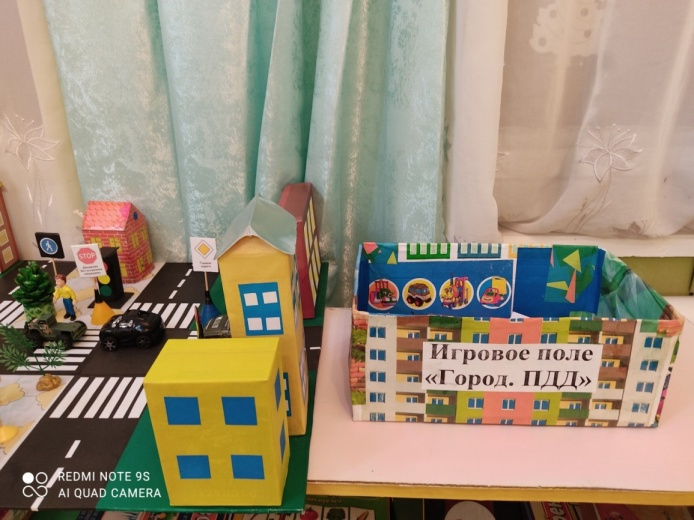 STOP
Игровое поле
«Город. ПДД»
REDMI NOTE 9S
AI QUAD CAMERA